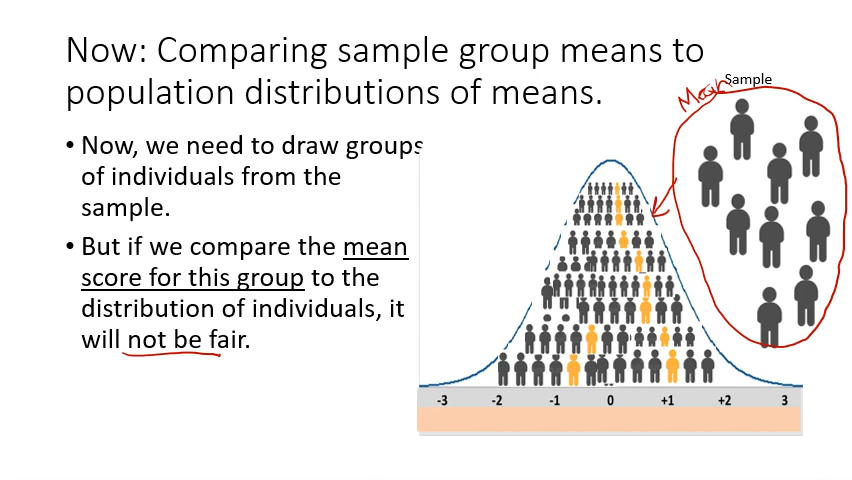 Now: Comparing sample group means to
population distributions of means.
Sample
Mean
• Now, we need to draw groups
of individuals from the
sample.
• But if we compare the mean
score for this group to the
distribution of individuals, it
will not be fair.
-3 -2 -1 0 +1 +2 3